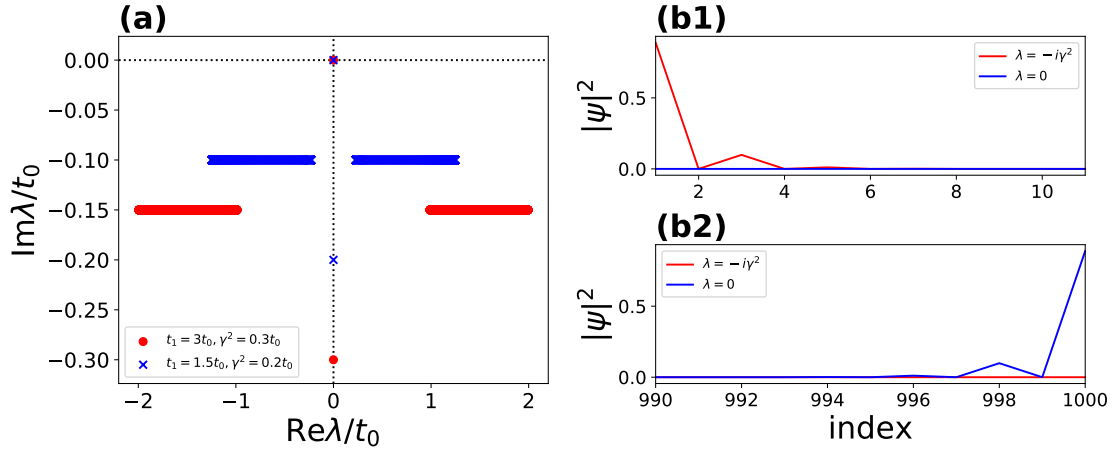 (a)
0.00
−0.05
−0.10
−0.15
−0.20
−0.25
−0.30
Imλ/t₀
t₁ = 3t₀, γ² = 0.3t₀
t₁ = 1.5t₀, γ² = 0.2t₀
−2 −1 0 1 2
Reλ/t₀
(b1)
|ψ|²
0.5
0.0
λ = −iγ²
λ = 0
2 4 6 8 10
(b2)
|ψ|²
0.5
0.0
λ = −iγ²
λ = 0
990 992 994 996 998 1000
index